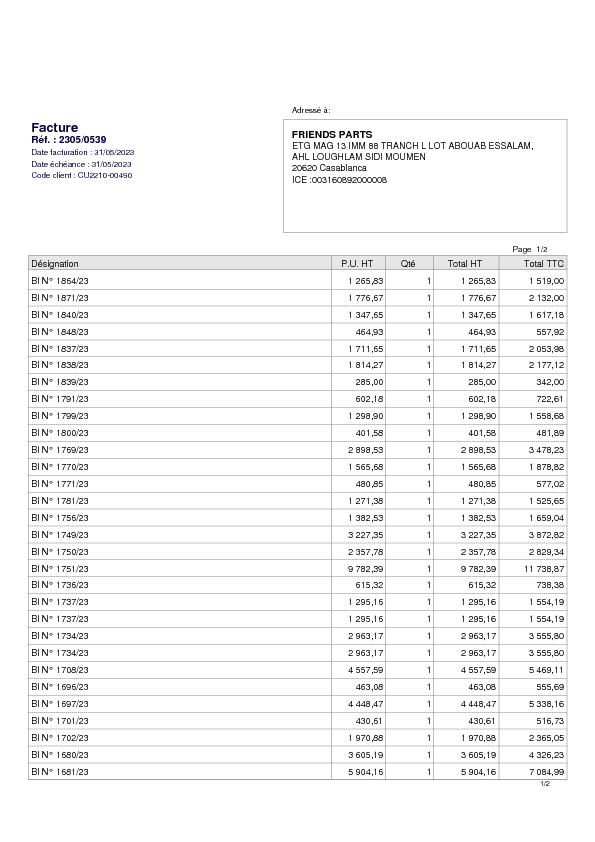 Adressé à:
Facture
Réf. : 2305/0539
Date facturation : 31/05/2023
Date échéance : 31/05/2023
Code client : CU2210-00490
FRIENDS PARTS
ETG MAG 13 IMM 88 TRANCH L LOT ABOUAB ESSALAM,
AHL LOUGHLAM SIDI MOUMEN
20620 Casablanca
ICE :003160892000008
Page 1/2
Désignation P.U. HT Qté Total HT Total TTC
Bl N° 1864/23 1 265,83 1 1 265,83 1 519,00
Bl N° 1871/23 1 776,67 1 1 776,67 2 132,00
Bl N° 1840/23 1 347,65 1 1 347,65 1 617,18
Bl N° 1848/23 464,93 1 464,93 557,92
Bl N° 1837/23 1 711,65 1 1 711,65 2 053,98
Bl N° 1838/23 1 814,27 1 1 814,27 2 177,12
Bl N° 1839/23 285,00 1 285,00 342,00
Bl N° 1791/23 602,18 1 602,18 722,61
Bl N° 1799/23 1 298,90 1 1 298,90 1 558,68
Bl N° 1800/23 401,58 1 401,58 481,89
Bl N° 1769/23 2 898,53 1 2 898,53 3 478,23
Bl N° 1770/23 1 565,68 1 1 565,68 1 878,82
Bl N° 1771/23 480,85 1 480,85 577,02
Bl N° 1781/23 1 271,38 1 1 271,38 1 525,65
Bl N° 1756/23 1 382,53 1 1 382,53 1 659,04
Bl N° 1749/23 3 227,35 1 3 227,35 3 872,82
Bl N° 1750/23 2 357,78 1 2 357,78 2 829,34
Bl N° 1751/23 9 782,39 1 9 782,39 11 738,87
Bl N° 1736/23 615,32 1 615,32 738,38
Bl N° 1737/23 1 295,16 1 1 295,16 1 554,19
Bl N° 1737/23 1 295,16 1 1 295,16 1 554,19
Bl N° 1734/23 2 963,17 1 2 963,17 3 555,80
Bl N° 1734/23 2 963,17 1 2 963,17 3 555,80
Bl N° 1708/23 4 557,59 1 4 557,59 5 469,11
Bl N° 1696/23 463,08 1 463,08 555,69
Bl N° 1697/23 4 448,47 1 4 448,47 5 338,16
Bl N° 1701/23 430,61 1 430,61 516,73
Bl N° 1702/23 1 970,88 1 1 970,88 2 365,05
Bl N° 1680/23 3 605,19 1 3 605,19 4 326,23
Bl N° 1681/23 5 904,16 1 5 904,16 7 084,99
1/2